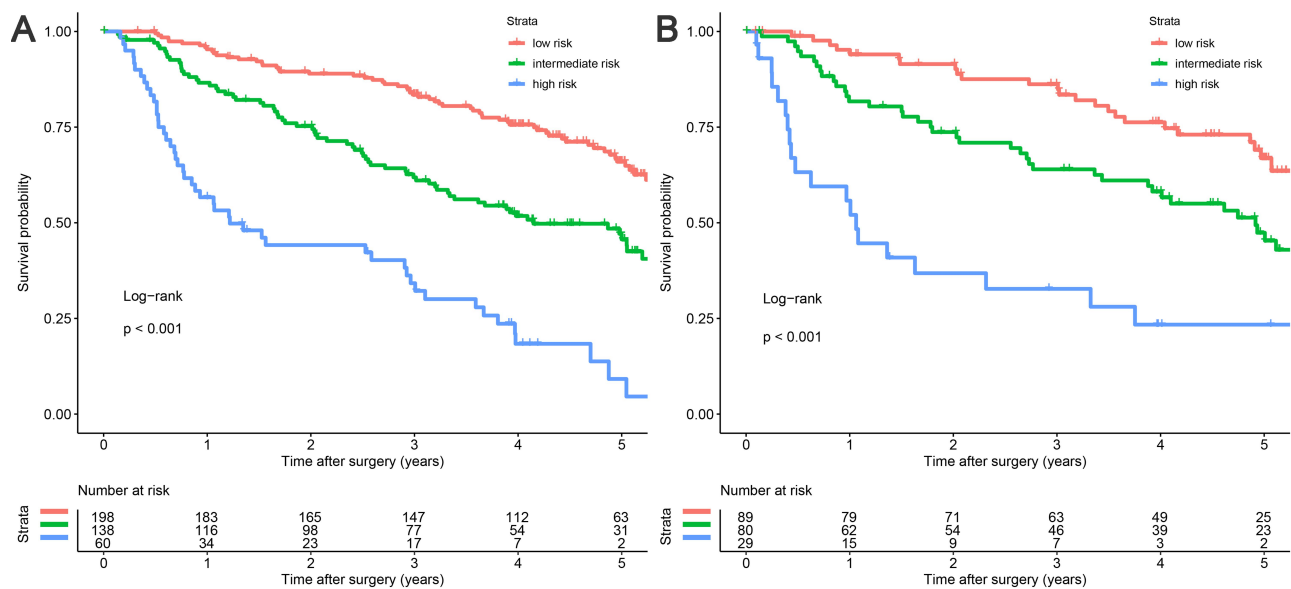 A
Strata
low risk
intermediate risk
high risk
1.00
0.75
0.50
0.25
0.00
Survival probability
Log−rank
p < 0.001
0 1 2 3 4 5
Time after surgery (years)
Number at risk
Strata
198 183 165 147 112 63
138 116 98 77 54 31
60 34 23 17 7 2
0 1 2 3 4 5
Time after surgery (years)
B
Strata
low risk
intermediate risk
high risk
1.00
0.75
0.50
0.25
0.00
Survival probability
Log−rank
p < 0.001
0 1 2 3 4 5
Time after surgery (years)
Number at risk
Strata
89 79 71 63 49 25
80 62 54 46 39 23
29 15 9 7 3 2
0 1 2 3 4 5
Time after surgery (years)